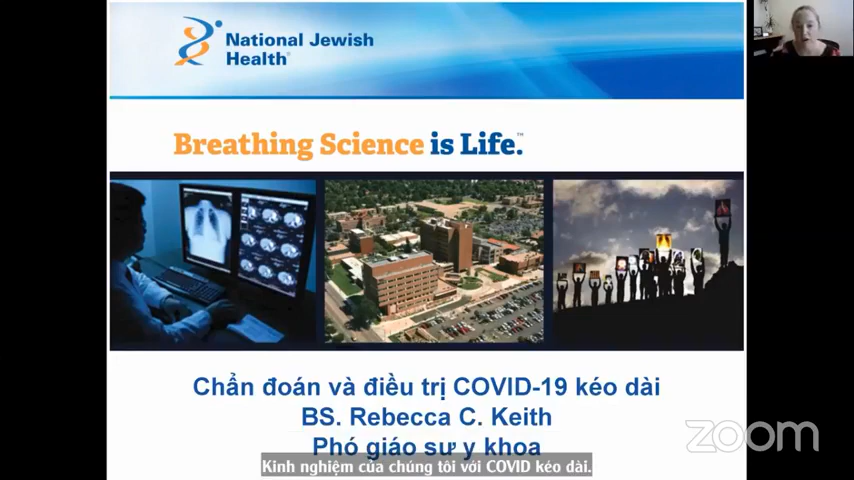 National Jewish
Health®
Breathing Science is Life.™
Chẩn đoán và điều trị COVID-19 kéo dài
BS. Rebecca C. Keith
Phó giáo sư y khoa
Kinh nghiệm của chúng tôi với COVID kéo dài.
zoom